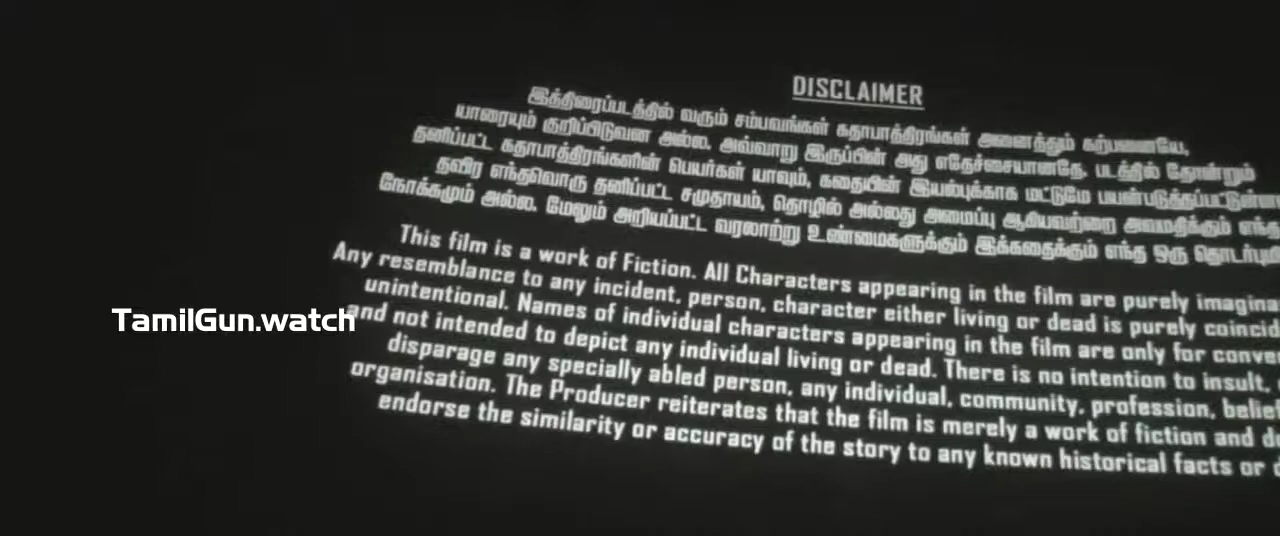 DISCLAIMER
இத்திரைப்படத்தில் வரும் சம்பவங்கள் கதாபாத்திரங்கள் அனைத்தும் கற்பனையே,
யாரையும் குறிப்பிடுவன அல்ல. அவ்வாறு இருப்பின் அது எதேச்சையானதே. படத்தில் தோன்றும்
தனிப்பட்ட கதாபாத்திரங்களின் பெயர்கள் யாவும், கதையின் இயல்புக்காக மட்டுமே
தவிர எந்தவொரு தனிப்பட்ட சமுதாயம், தொழில் அல்லது அமைப்பு ஆகியவற்றை அவமதிக்கும்
நோக்கமும் அல்ல. மேலும் அறியப்பட்ட வரலாற்று உண்மைகளுக்கும் இக்கதைக்கும் எந்த ஒரு
This film is a work of Fiction. All Characters appearing in the film are purely
Any resemblance to any incident, person, character either living or dead is purely
unintentional. Names of individual characters appearing in the film are only for
and not intended to depict any individual living or dead. There is no intention to insult,
disparage any specially abled person, any individual, community, profession,
organisation. The Producer reiterates that the film is merely a work of fiction and
endorse the similarity or accuracy of the story to any known historical facts or
TamilGun.watch